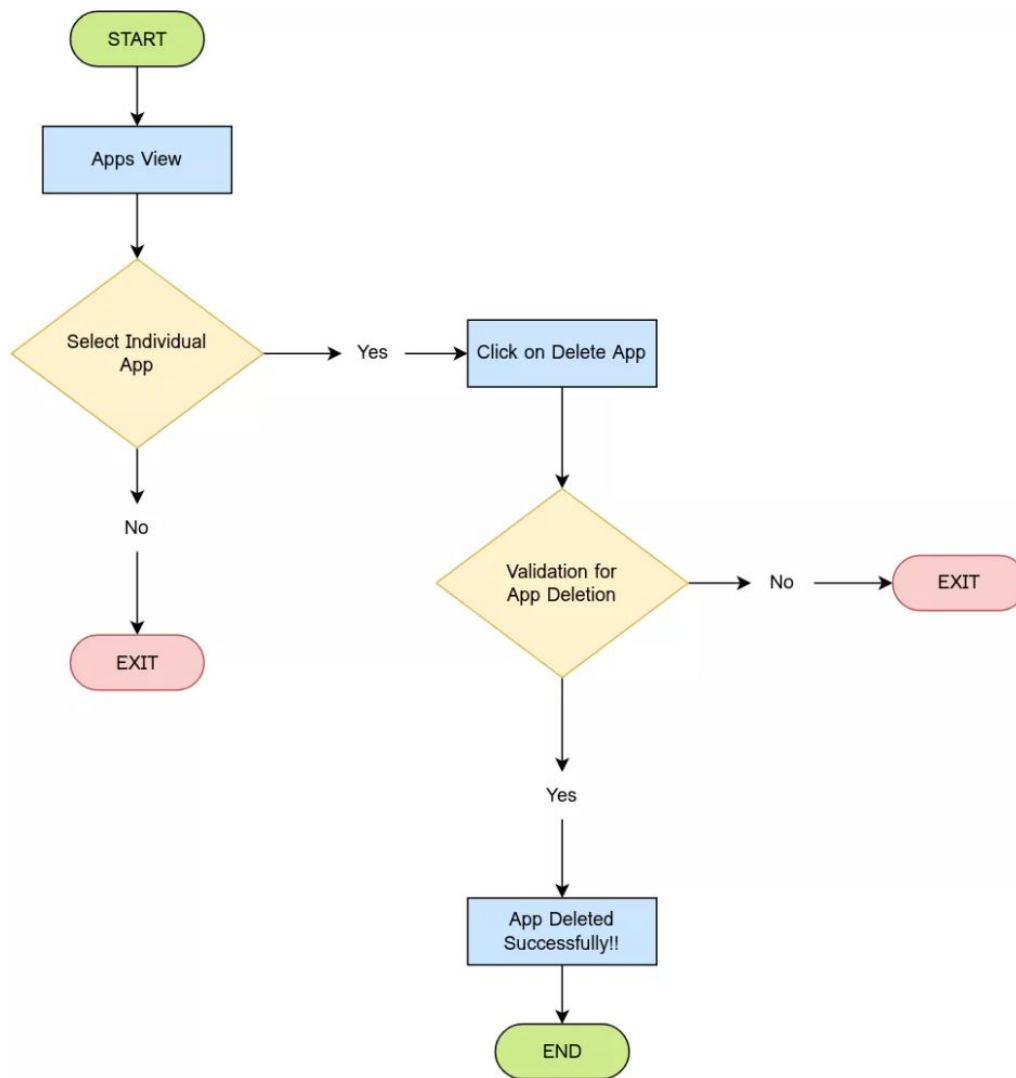 START
Apps View
Select Individual
App
Yes
Click on Delete App
No
EXIT
Validation for
App Deletion
No
EXIT
Yes
App Deleted
Successfully!!
END